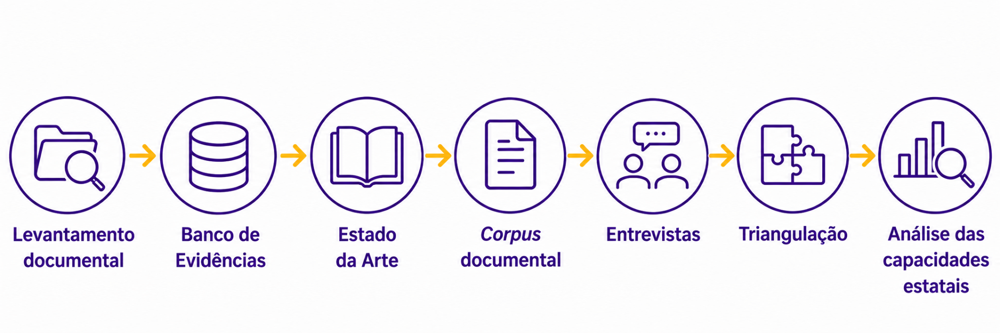 Levantamento
documental
Banco de
Evidências
Estado
da Arte
Corpus
documental
Entrevistas
Triangulação
Análise das
capacidades
estatais